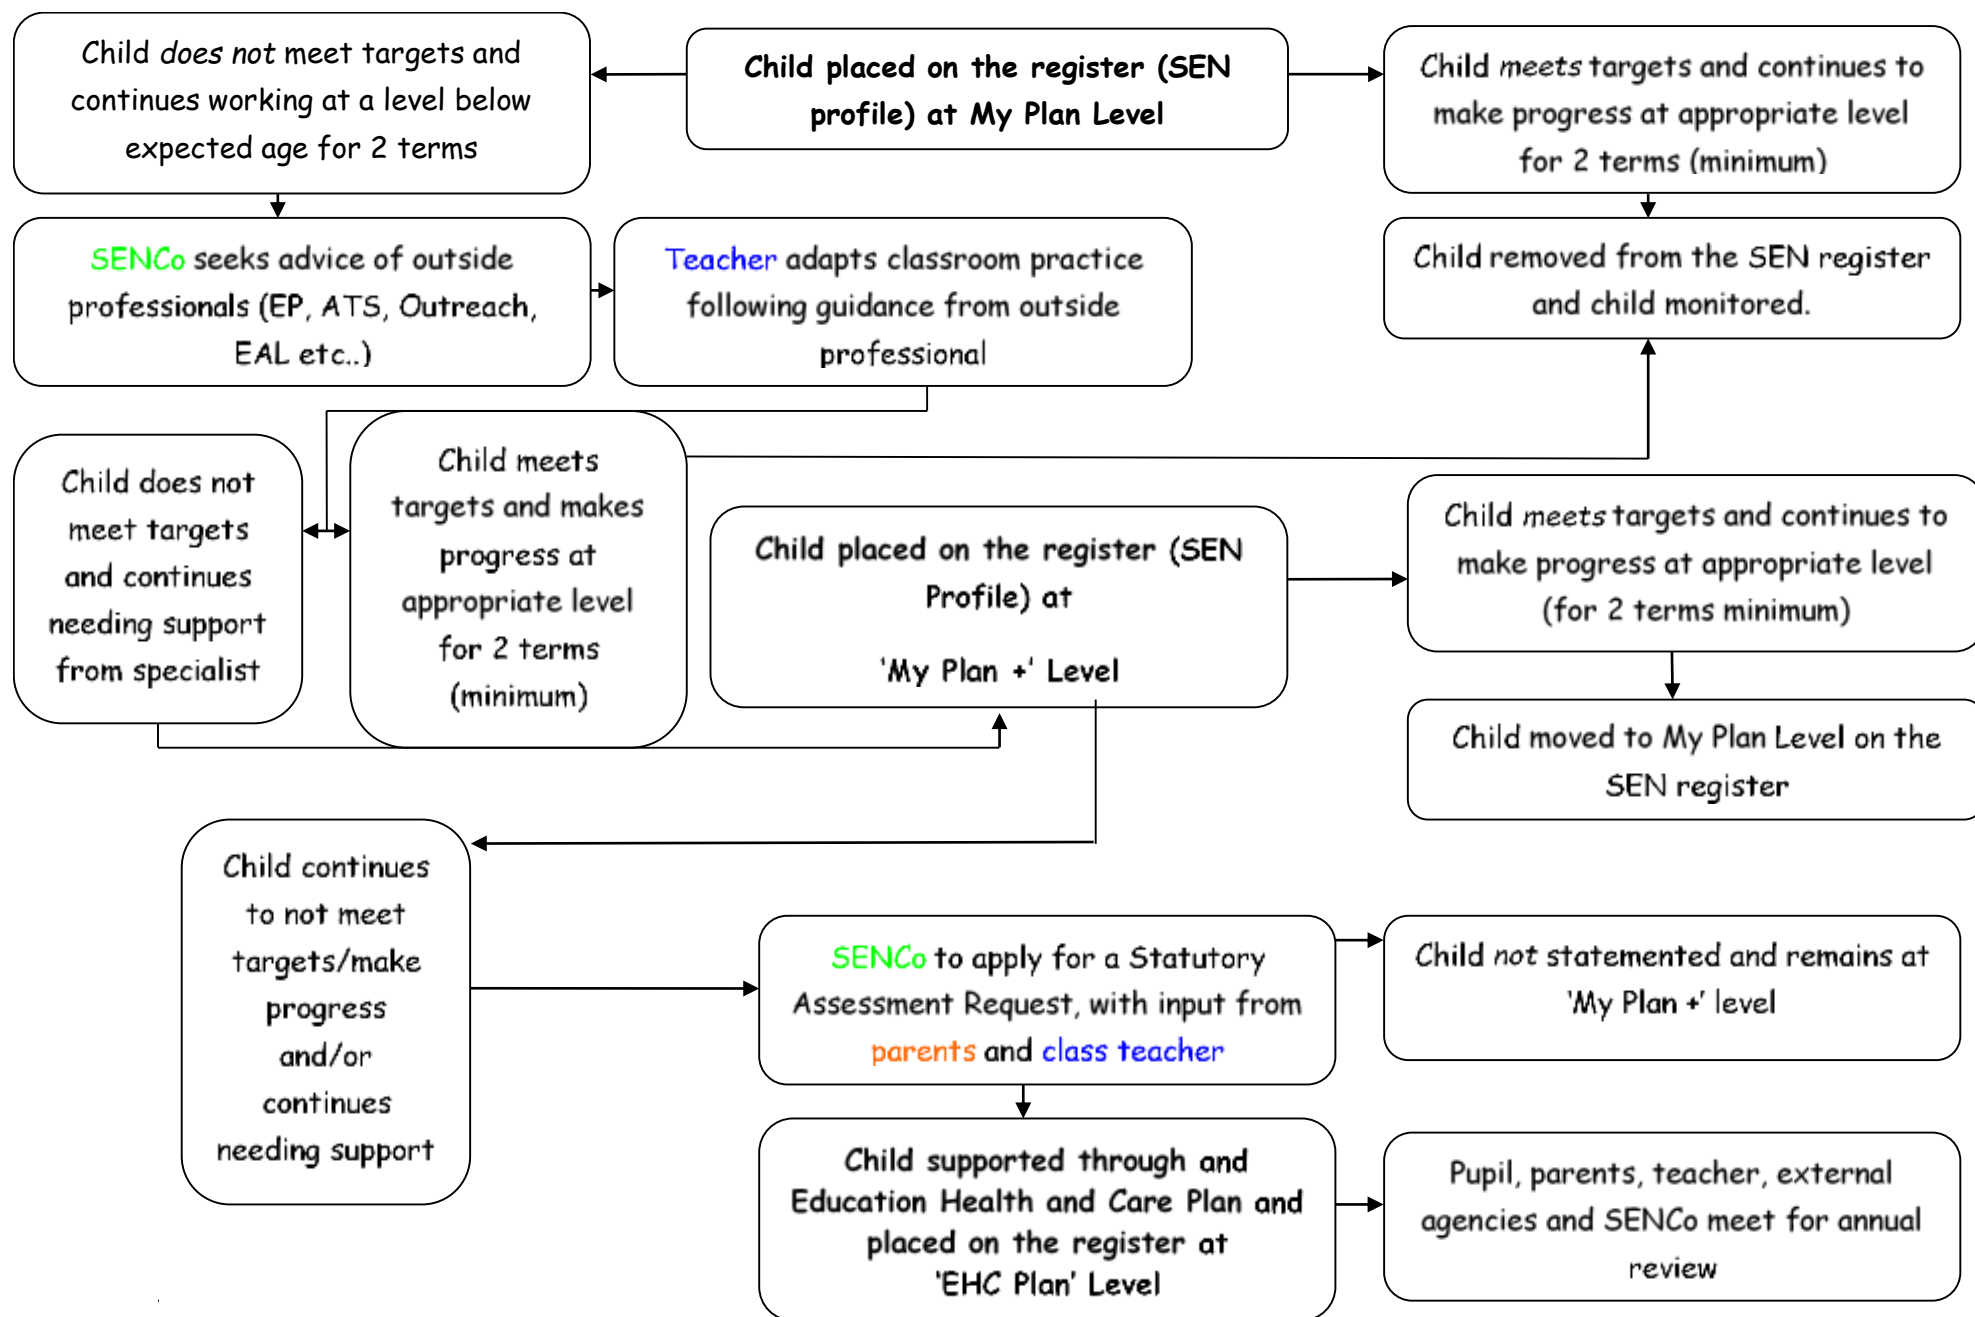 Child does not meet targets and
continues working at a level below
expected age for 2 terms
Child placed on the register (SEN
profile) at My Plan Level
Child meets targets and continues to
make progress at appropriate level
for 2 terms (minimum)
SENCo seeks advice of outside
professionals (EP, ATS, Outreach,
EAL etc..)
Teacher adapts classroom practice
following guidance from outside
professional
Child removed from the SEN register
and child monitored.
Child does not
meet targets
and continues
needing support
from specialist
Child meets
targets and makes
progress at
appropriate level
for 2 terms
(minimum)
Child placed on the register (SEN
Profile) at
'My Plan +' Level
Child meets targets and continues to
make progress at appropriate level
(for 2 terms minimum)
Child moved to My Plan Level on the
SEN register
Child continues
to not meet
targets/make
progress
and/or
continues
needing support
SENCo to apply for a Statutory
Assessment Request, with input from
parents and class teacher
Child not statemented and remains at
'My Plan +' level
Child supported through and
Education Health and Care Plan and
placed on the register at
'EHC Plan' Level
Pupil, parents, teacher, external
agencies and SENCo meet for annual
review